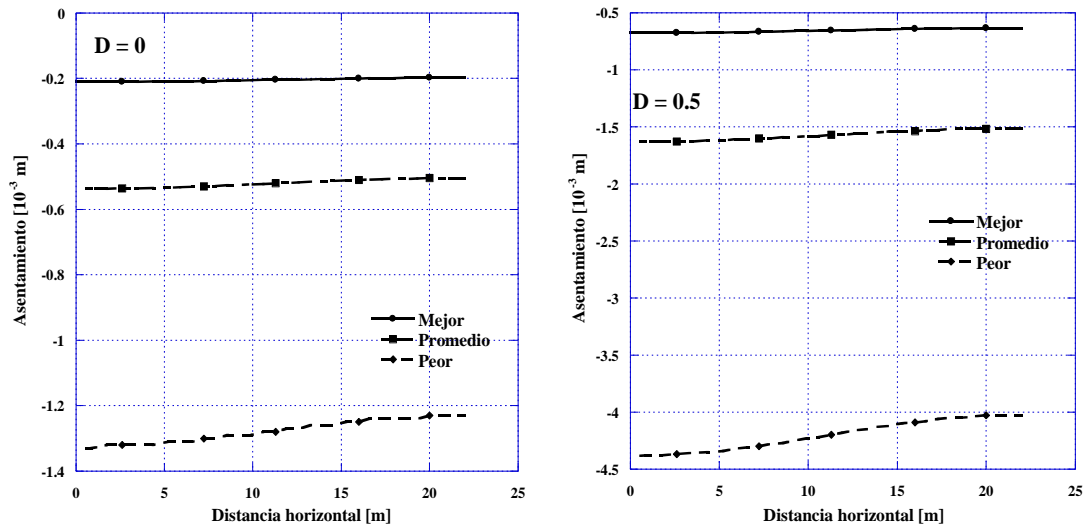 D = 0
0
-0.2
-0.4
-0.6
-0.8
-1
-1.2
-1.4
Asentamiento [10⁻³ m]
Mejor
Promedio
Peor
0 5 10 15 20 25
Distancia horizontal [m]
D = 0.5
-0.5
-1
-1.5
-2
-2.5
-3
-3.5
-4
-4.5
Asentamiento [10⁻³ m]
Mejor
Promedio
Peor
0 5 10 15 20 25
Distancia horizontal [m]